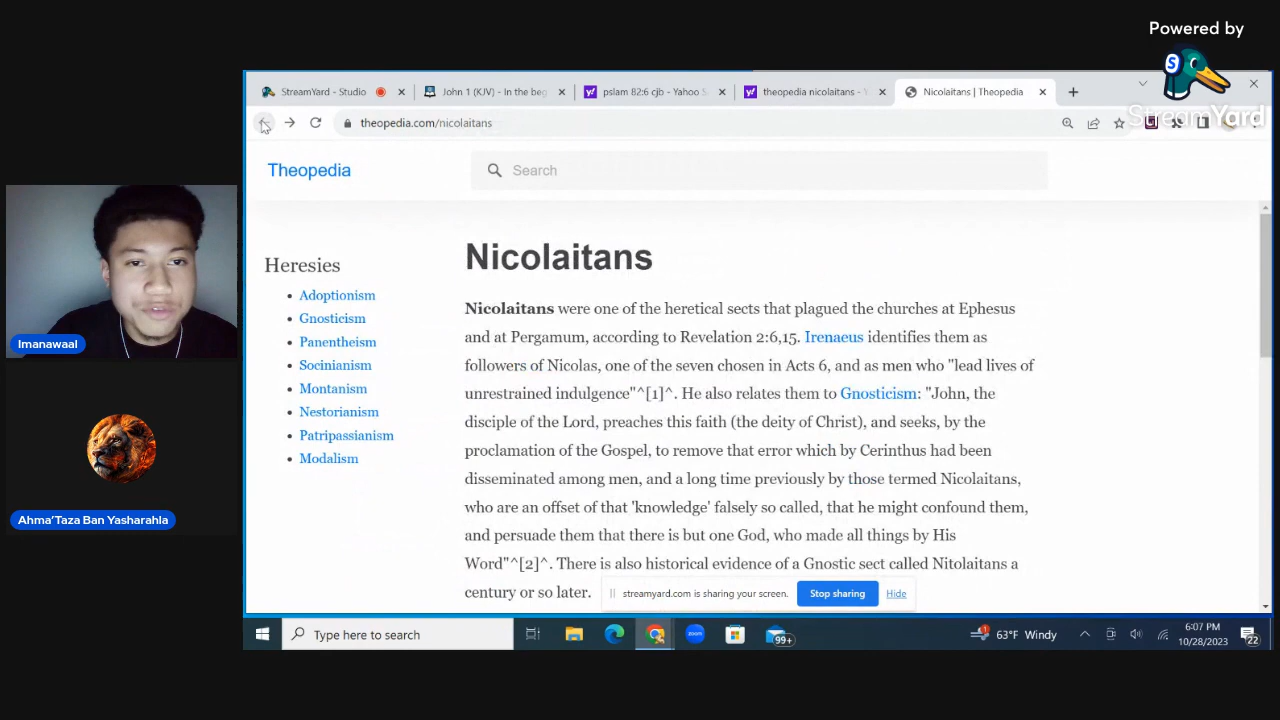 Powered by
StreamYard
StreamYard - Studio
John 1 (KJV) - In the beg
pslam 82:6 cjb - Yahoo S
theopedia nicolaitans - Y
Nicolaitans | Theopedia
theopedia.com/nicolaitans
Theopedia
Search
Heresies
Adoptionism
Gnosticism
Panentheism
Socinianism
Montanism
Nestorianism
Patripassianism
Modalism
Nicolaitans
Nicolaitans were one of the heretical sects that plagued the churches at Ephesus
and at Pergamum, according to Revelation 2:6,15. Irenaeus identifies them as
followers of Nicolas, one of the seven chosen in Acts 6, and as men who "lead lives of
unrestrained indulgence"^[1]^. He also relates them to Gnosticism: "John, the
disciple of the Lord, preaches this faith (the deity of Christ), and seeks, by the
proclamation of the Gospel, to remove that error which by Cerinthus had been
disseminated among men, and a long time previously by those termed Nicolaitans,
who are an offset of that 'knowledge' falsely so called, that he might confound them,
and persuade them that there is but one God, who made all things by His
Word"^[2]^. There is also historical evidence of a Gnostic sect called Nitolaitans a
century or so later.
streamyard.com is sharing your screen.
Stop sharing
Hide
Imanawaal
Ahma'Taza Ban Yasharahla
Type here to search
zoom
99+
63°F Windy
6:07 PM
10/28/2023
22